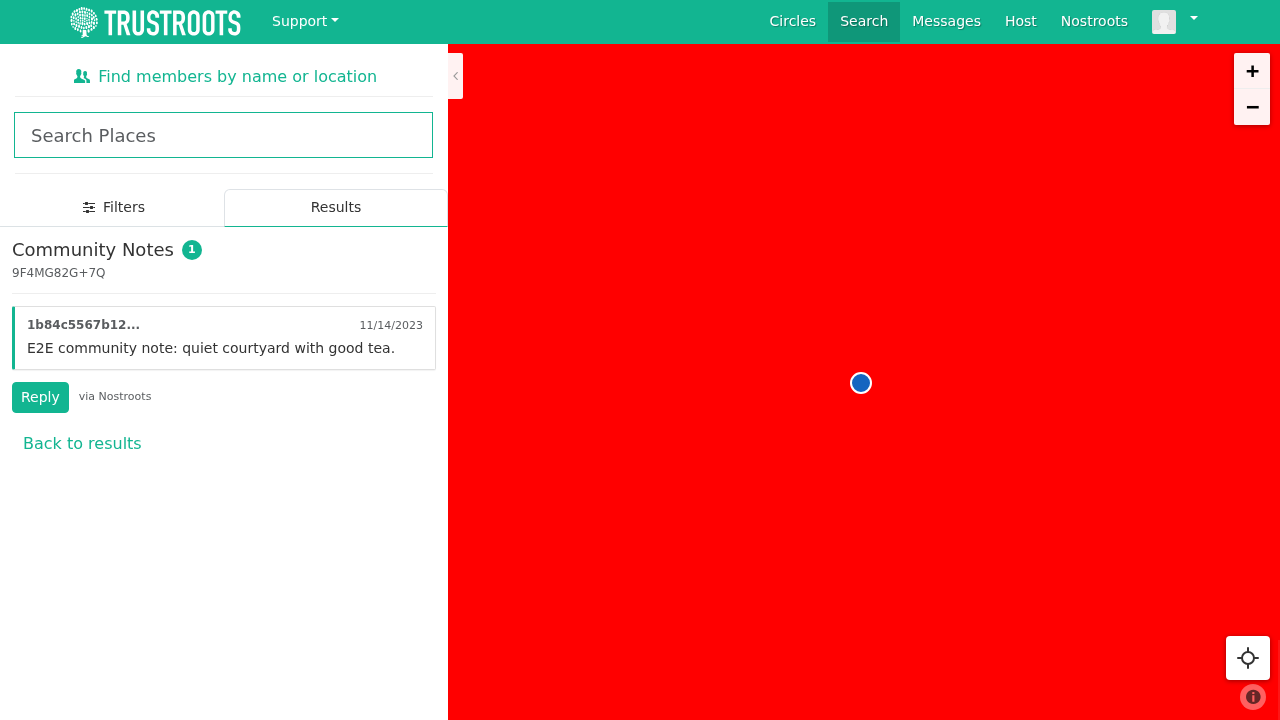 TRUSTROOTS Support Circles Search Messages Host Nostroots
Find members by name or location
Search Places
Filters Results
Community Notes 1
9F4MG82G+7Q
1b84c5567b12... 11/14/2023
E2E community note: quiet courtyard with good tea.
Reply via Nostroots
Back to results
+
−